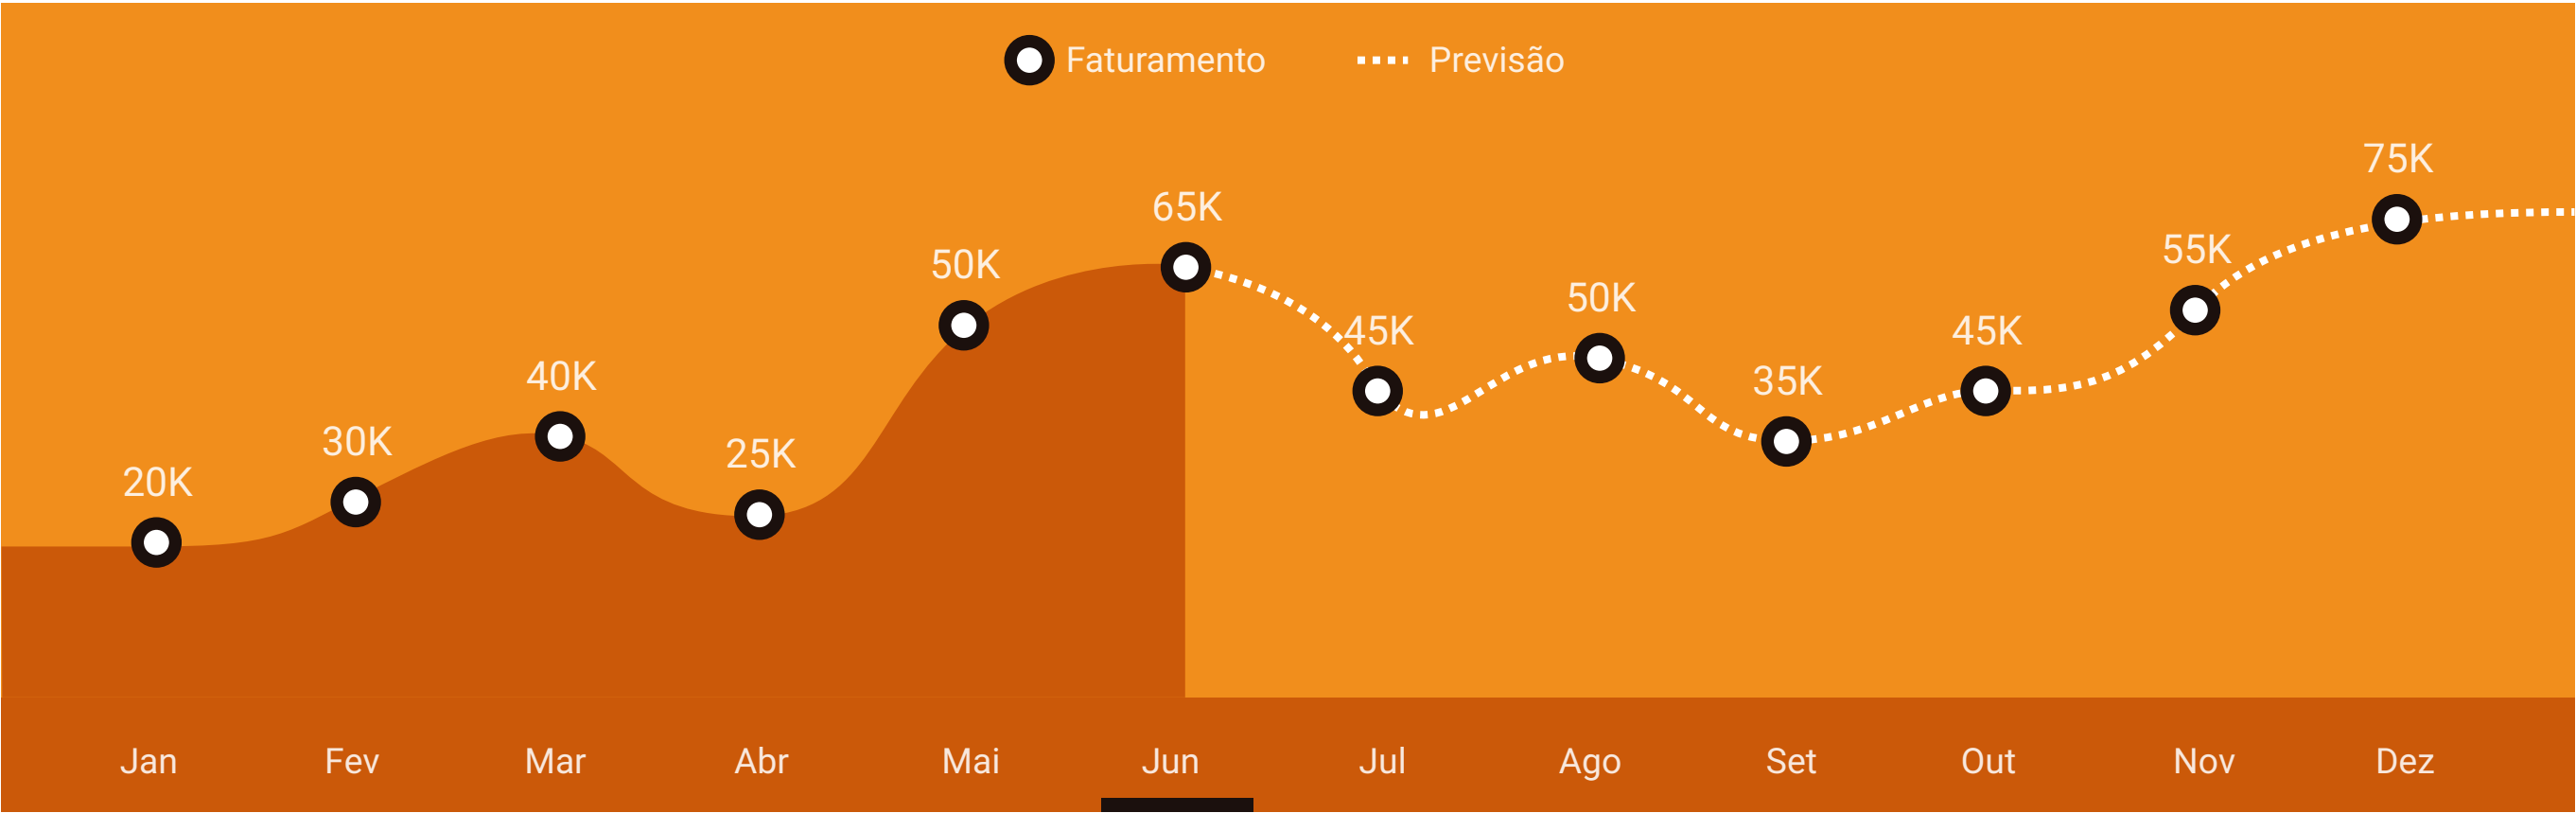 Faturamento
Previsão
20K
30K
40K
25K
50K
65K
45K
50K
35K
45K
55K
75K
Jan Fev Mar Abr Mai Jun Jul Ago Set Out Nov Dez